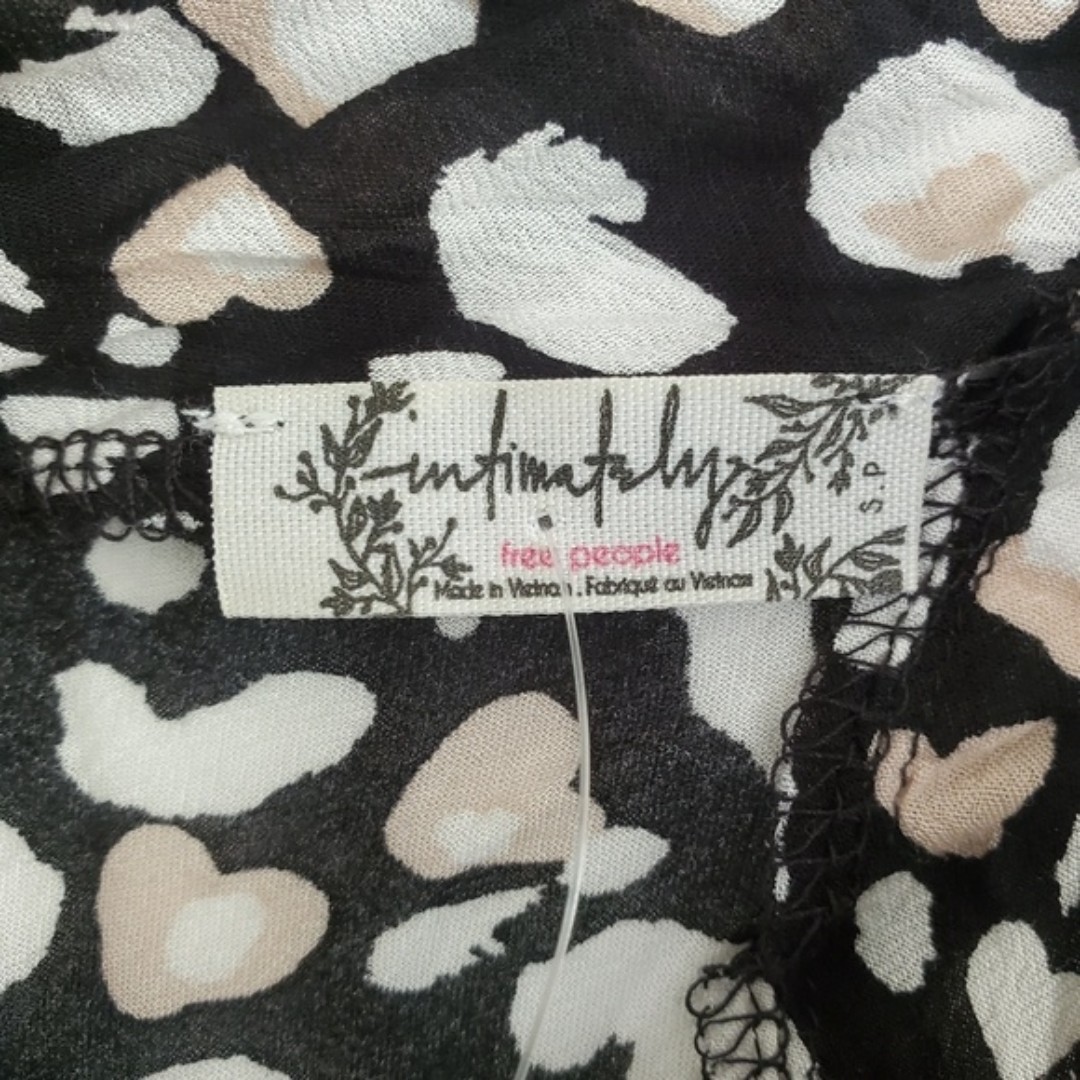 intimately
free people
Made in Vietnam. Fabriqué au Vietnam
S.P